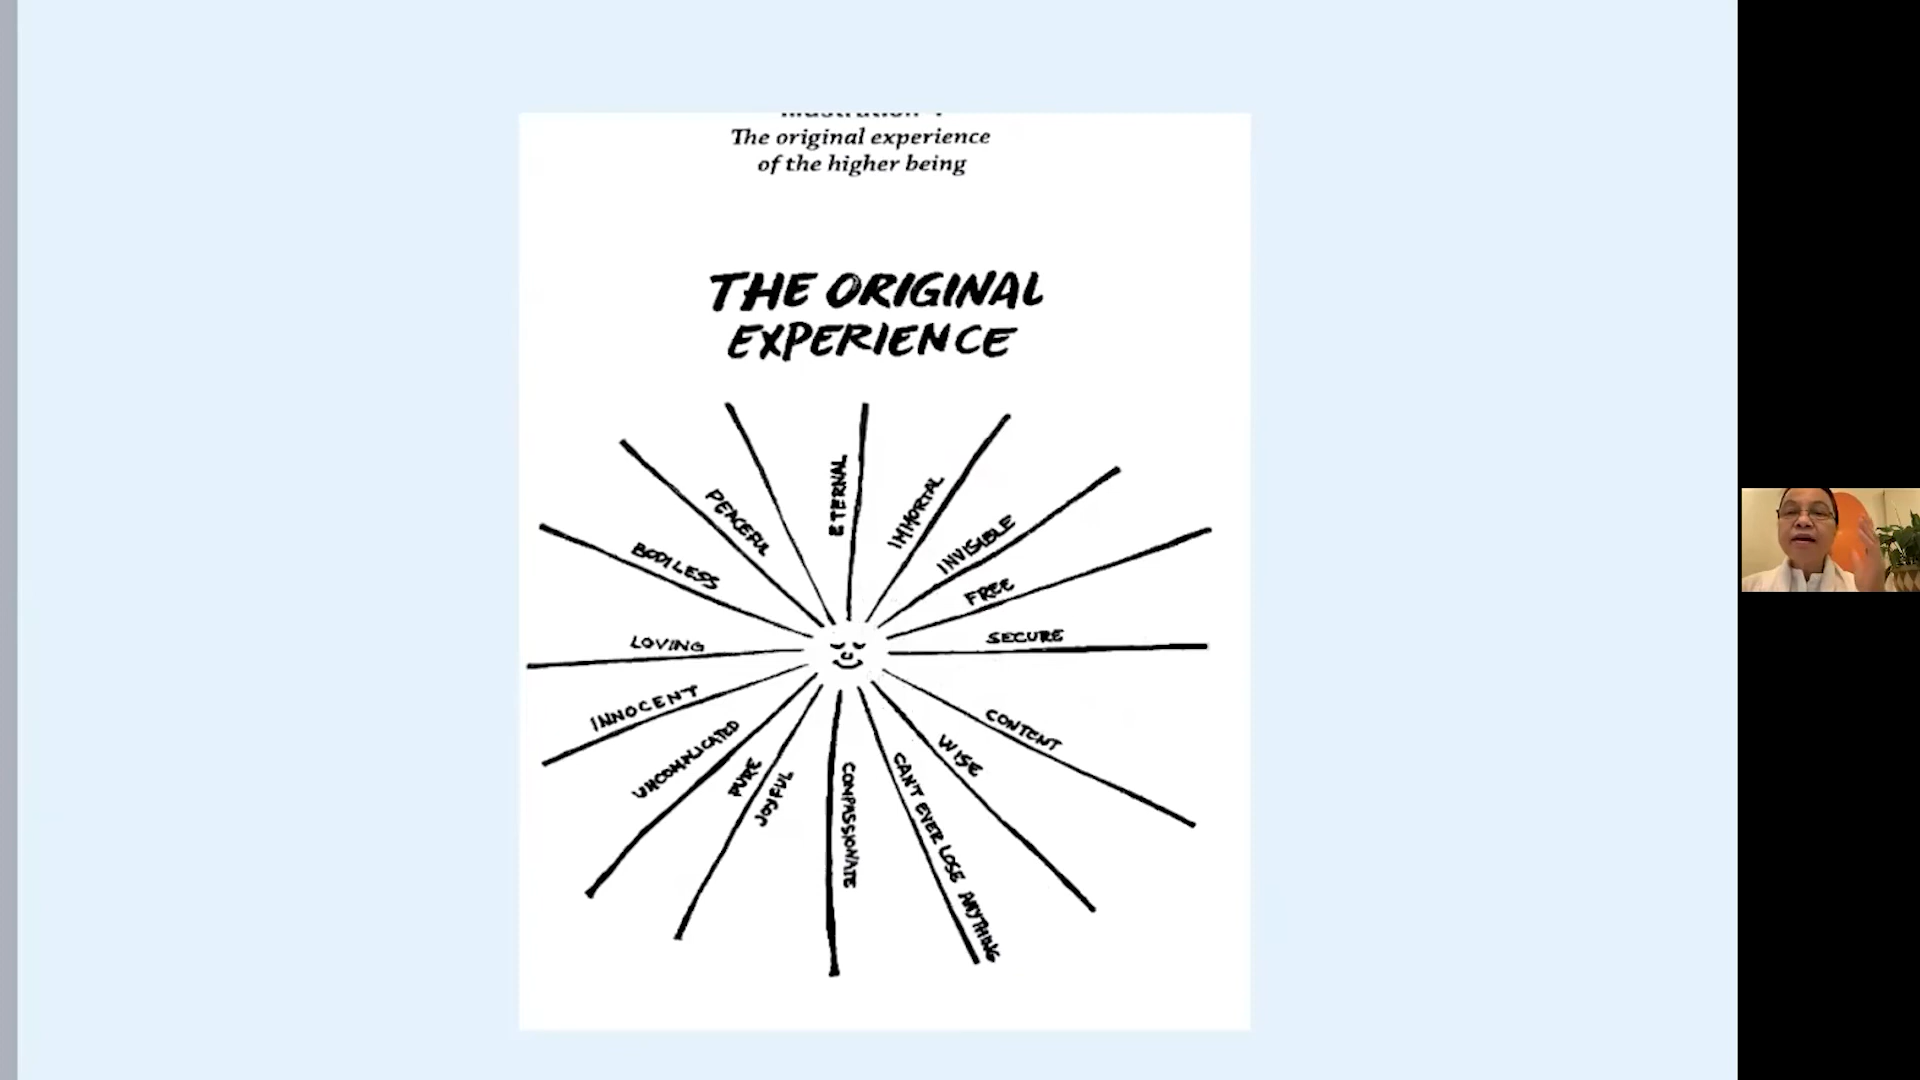 The original experience
of the higher being
THE ORIGINAL
EXPERIENCE
ETERNAL
IMMORTAL
INVISIBLE
FREE
SECURE
CONTENT
WISE
CAN'T EVER LOSE ANYTHING
COMPASSIONATE
JOYFUL
PURE
UNCOMPLICATED
INNOCENT
LOVING
BODILESS
PEACEFUL